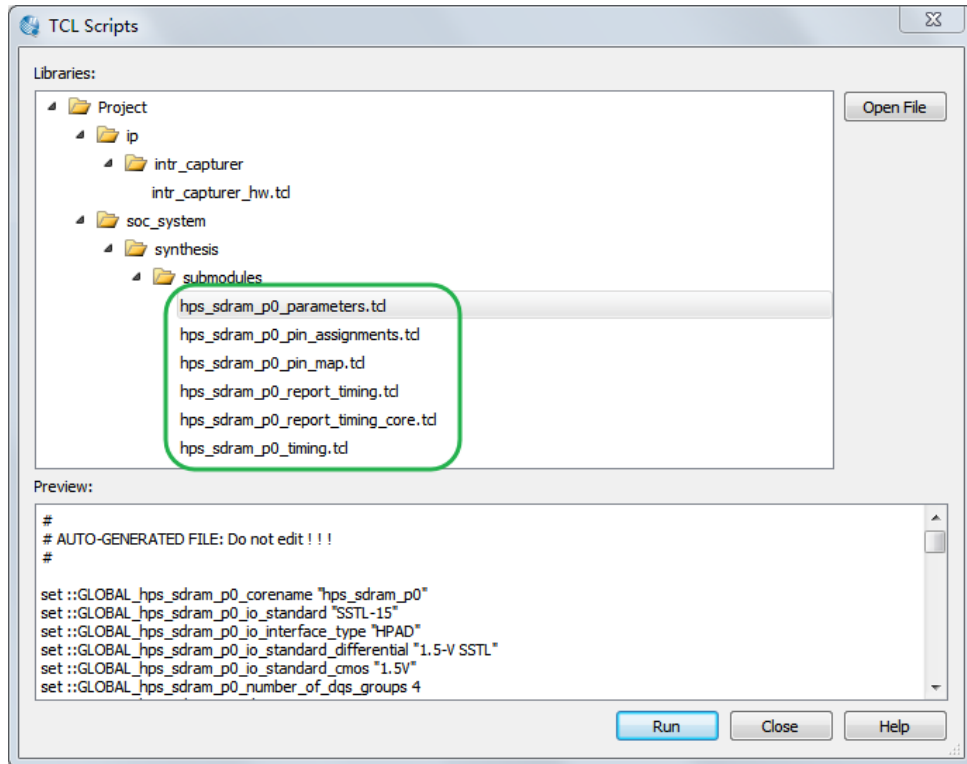 TCL Scripts
Libraries:
Project
Open File
ip
intr_capturer
intr_capturer_hw.tcl
soc_system
synthesis
submodules
hps_sdram_p0_parameters.tcl
hps_sdram_p0_pin_assignments.tcl
hps_sdram_p0_pin_map.tcl
hps_sdram_p0_report_timing.tcl
hps_sdram_p0_report_timing_core.tcl
hps_sdram_p0_timing.tcl
Preview:
#
# AUTO-GENERATED FILE: Do not edit ! ! !
#
set ::GLOBAL_hps_sdram_p0_corename "hps_sdram_p0"
set ::GLOBAL_hps_sdram_p0_io_standard "SSTL-15"
set ::GLOBAL_hps_sdram_p0_io_interface_type "HPAD"
set ::GLOBAL_hps_sdram_p0_io_standard_differential "1.5-V SSTL"
set ::GLOBAL_hps_sdram_p0_io_standard_cmos "1.5V"
set ::GLOBAL_hps_sdram_p0_number_of_dqs_groups 4
Run
Close
Help